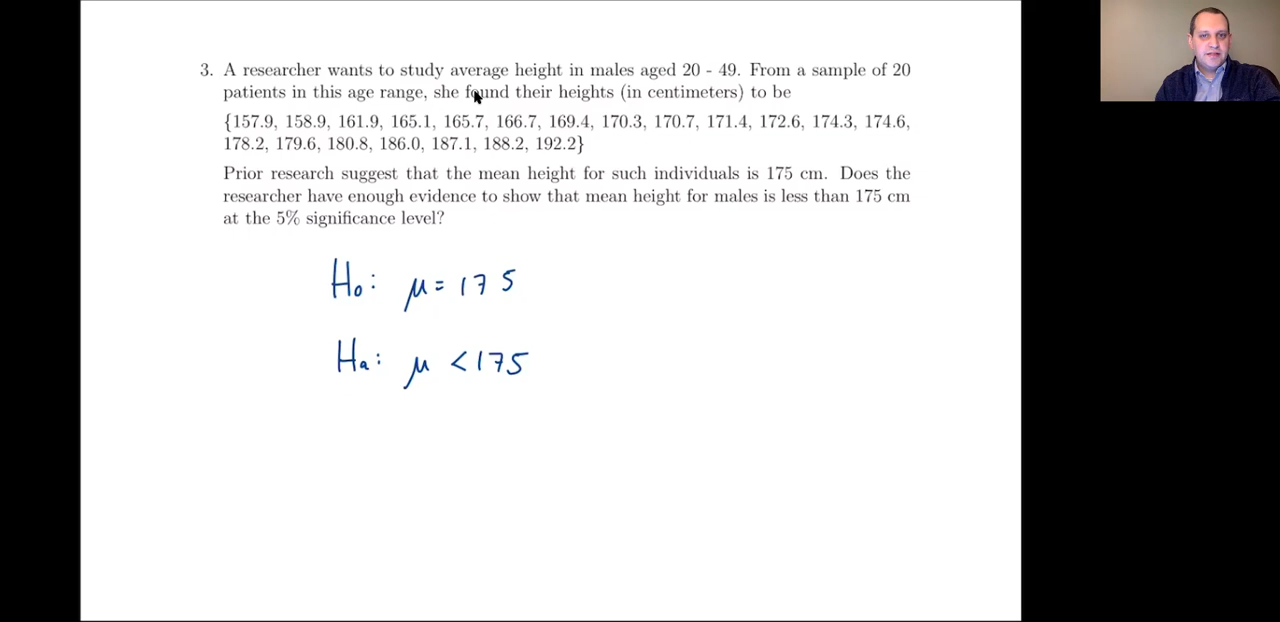 3. A researcher wants to study average height in males aged 20 - 49. From a sample of 20
patients in this age range, she found their heights (in centimeters) to be
{157.9, 158.9, 161.9, 165.1, 165.7, 166.7, 169.4, 170.3, 170.7, 171.4, 172.6, 174.3, 174.6,
178.2, 179.6, 180.8, 186.0, 187.1, 188.2, 192.2}
Prior research suggest that the mean height for such individuals is 175 cm. Does the
researcher have enough evidence to show that mean height for males is less than 175 cm
at the 5% significance level?
H₀: μ = 175
Hₐ: μ < 175